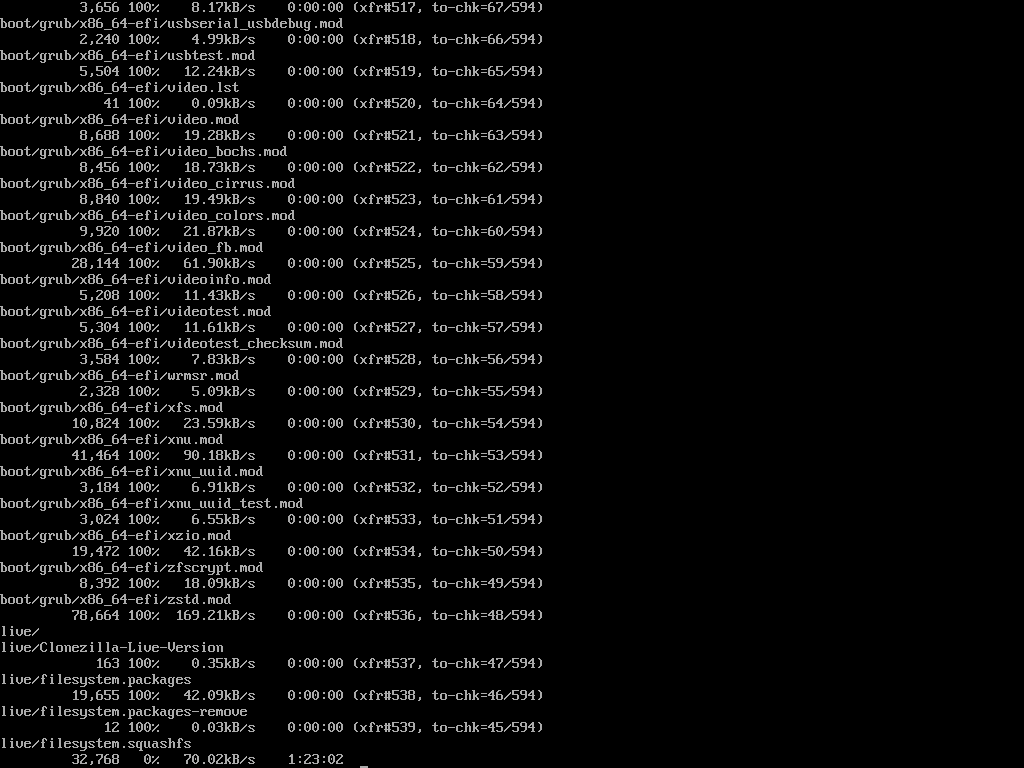 3,656 100% 8.17kB/s 0:00:00 (xfr#517, to-chk=67/594)
boot/grub/x86_64-efi/usbserial_usbdebug.mod
2,240 100% 4.99kB/s 0:00:00 (xfr#518, to-chk=66/594)
boot/grub/x86_64-efi/usbtest.mod
5,504 100% 12.24kB/s 0:00:00 (xfr#519, to-chk=65/594)
boot/grub/x86_64-efi/video.lst
41 100% 0.09kB/s 0:00:00 (xfr#520, to-chk=64/594)
boot/grub/x86_64-efi/video.mod
8,688 100% 19.28kB/s 0:00:00 (xfr#521, to-chk=63/594)
boot/grub/x86_64-efi/video_bochs.mod
8,456 100% 18.73kB/s 0:00:00 (xfr#522, to-chk=62/594)
boot/grub/x86_64-efi/video_cirrus.mod
8,840 100% 19.49kB/s 0:00:00 (xfr#523, to-chk=61/594)
boot/grub/x86_64-efi/video_colors.mod
9,920 100% 21.87kB/s 0:00:00 (xfr#524, to-chk=60/594)
boot/grub/x86_64-efi/video_fb.mod
28,144 100% 61.90kB/s 0:00:00 (xfr#525, to-chk=59/594)
boot/grub/x86_64-efi/videoinfo.mod
5,208 100% 11.43kB/s 0:00:00 (xfr#526, to-chk=58/594)
boot/grub/x86_64-efi/videotest.mod
5,304 100% 11.61kB/s 0:00:00 (xfr#527, to-chk=57/594)
boot/grub/x86_64-efi/videotest_checksum.mod
3,584 100% 7.83kB/s 0:00:00 (xfr#528, to-chk=56/594)
boot/grub/x86_64-efi/wrmsr.mod
2,328 100% 5.09kB/s 0:00:00 (xfr#529, to-chk=55/594)
boot/grub/x86_64-efi/xfs.mod
10,824 100% 23.59kB/s 0:00:00 (xfr#530, to-chk=54/594)
boot/grub/x86_64-efi/xnu.mod
41,464 100% 90.18kB/s 0:00:00 (xfr#531, to-chk=53/594)
boot/grub/x86_64-efi/xnu_uuid.mod
3,184 100% 6.91kB/s 0:00:00 (xfr#532, to-chk=52/594)
boot/grub/x86_64-efi/xnu_uuid_test.mod
3,024 100% 6.55kB/s 0:00:00 (xfr#533, to-chk=51/594)
boot/grub/x86_64-efi/xzio.mod
19,472 100% 42.16kB/s 0:00:00 (xfr#534, to-chk=50/594)
boot/grub/x86_64-efi/zfscrypt.mod
8,392 100% 18.09kB/s 0:00:00 (xfr#535, to-chk=49/594)
boot/grub/x86_64-efi/zstd.mod
78,664 100% 169.21kB/s 0:00:00 (xfr#536, to-chk=48/594)
live/
live/Clonezilla-Live-Version
163 100% 0.35kB/s 0:00:00 (xfr#537, to-chk=47/594)
live/filesystem.packages
19,655 100% 42.09kB/s 0:00:00 (xfr#538, to-chk=46/594)
live/filesystem.packages-remove
12 100% 0.03kB/s 0:00:00 (xfr#539, to-chk=45/594)
live/filesystem.squashfs
32,768 0% 70.02kB/s 1:23:02 _